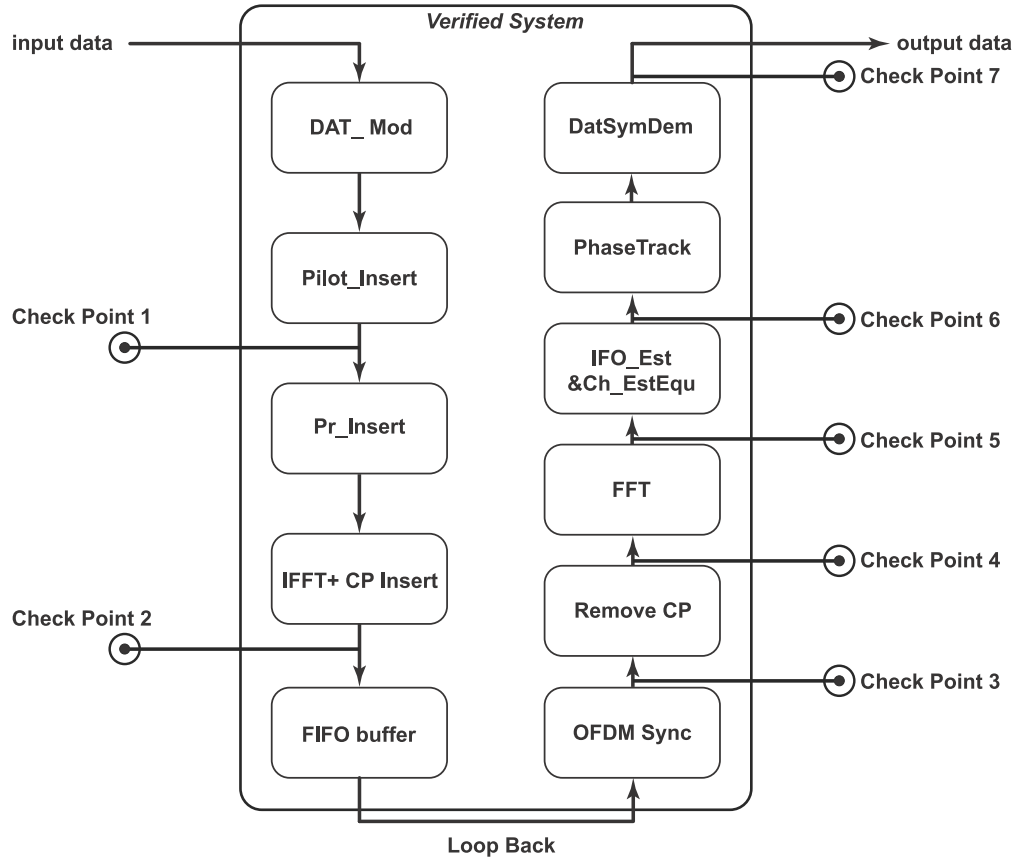 Verified System
input data
output data
Check Point 7
DAT_ Mod
DatSymDem
Pilot_Insert
PhaseTrack
Check Point 1
Check Point 6
IFO_Est
&Ch_EstEqu
Pr_Insert
Check Point 5
FFT
IFFT+ CP Insert
Check Point 4
Check Point 2
Remove CP
Check Point 3
FIFO buffer
OFDM Sync
Loop Back